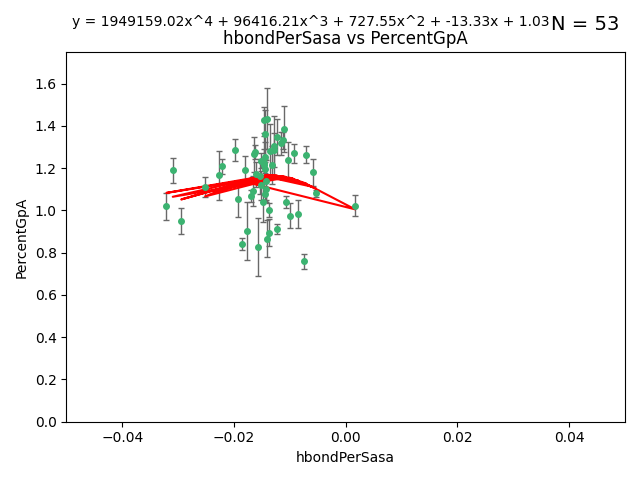 y = 1949159.02x^4 + 96416.21x^3 + 727.55x^2 + -13.33x + 1.03
N = 53
hbondPerSasa vs PercentGpA
PercentGpA
1.6
1.4
1.2
1.0
0.8
0.6
0.4
0.2
0.0
−0.04 −0.02 0.00 0.02 0.04
hbondPerSasa